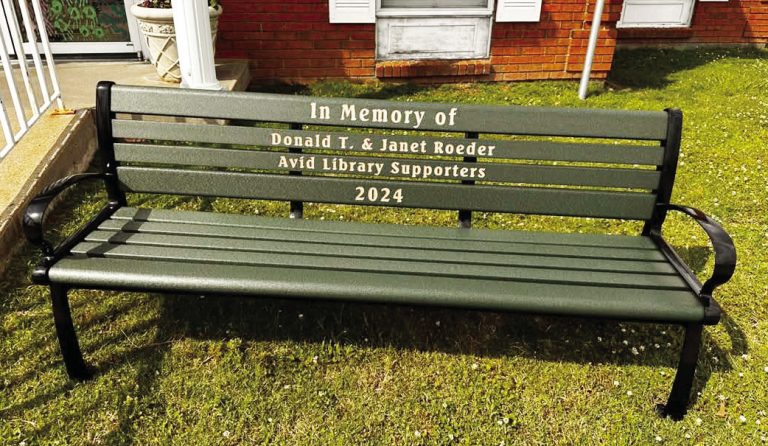 In Memory of
Donald T. & Janet Roeder
Avid Library Supporters
2024